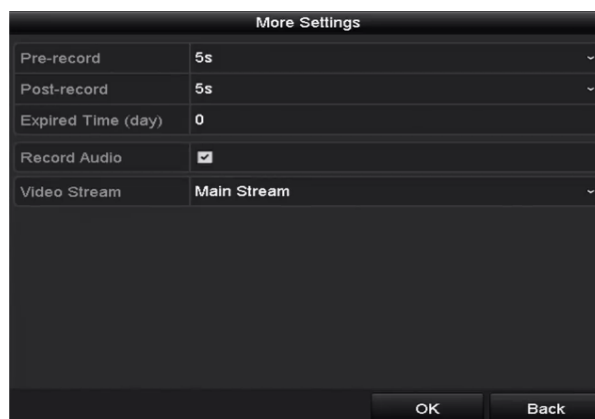 More Settings
Pre-record 5s
Post-record 5s
Expired Time (day) 0
Record Audio
Video Stream Main Stream
OK Back